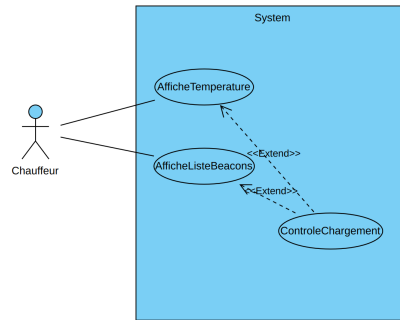 System
AfficheTemperature
Chauffeur
AfficheListeBeacons
<<Extend>>
<<Extend>>
ControleChargement